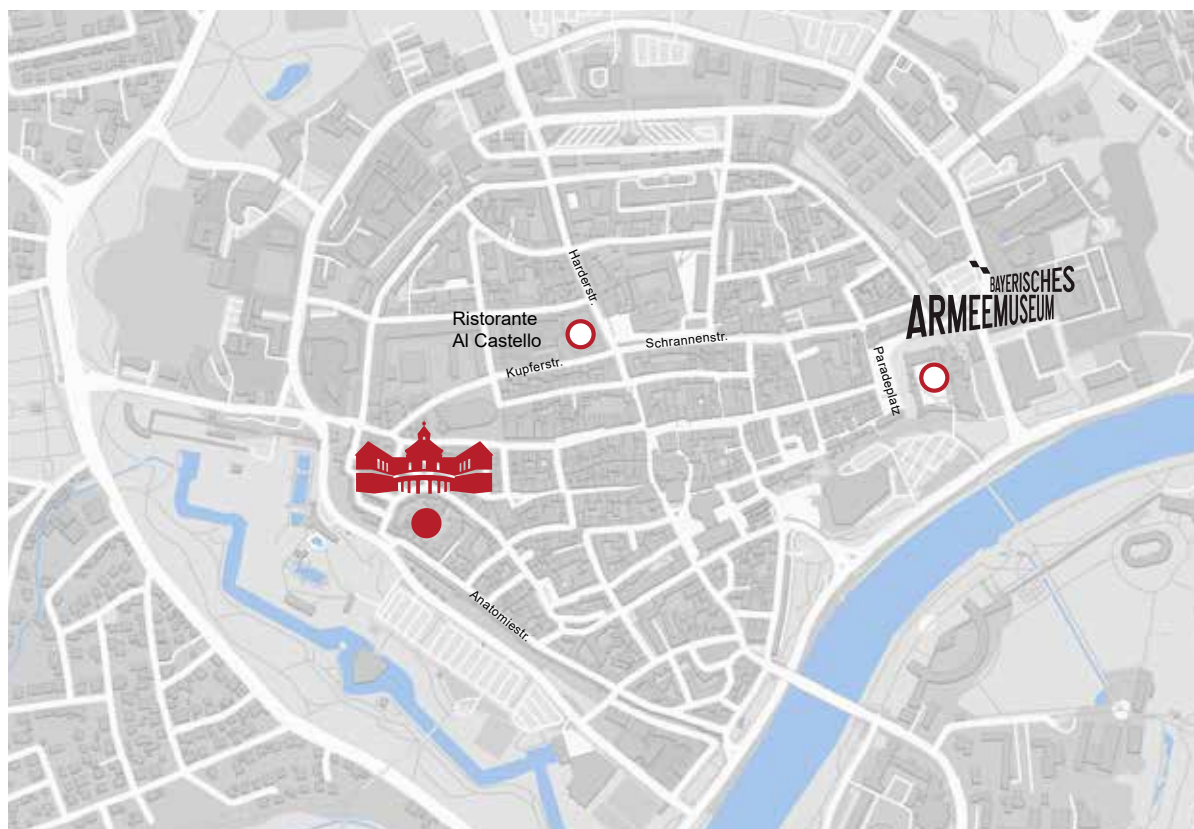 Harderstr.
Ristorante
Al Castello
Kupferstr.
Schrannenstr.
BAYERISCHES
ARMEEMUSEUM
Paradeplatz
Anatomiestr.